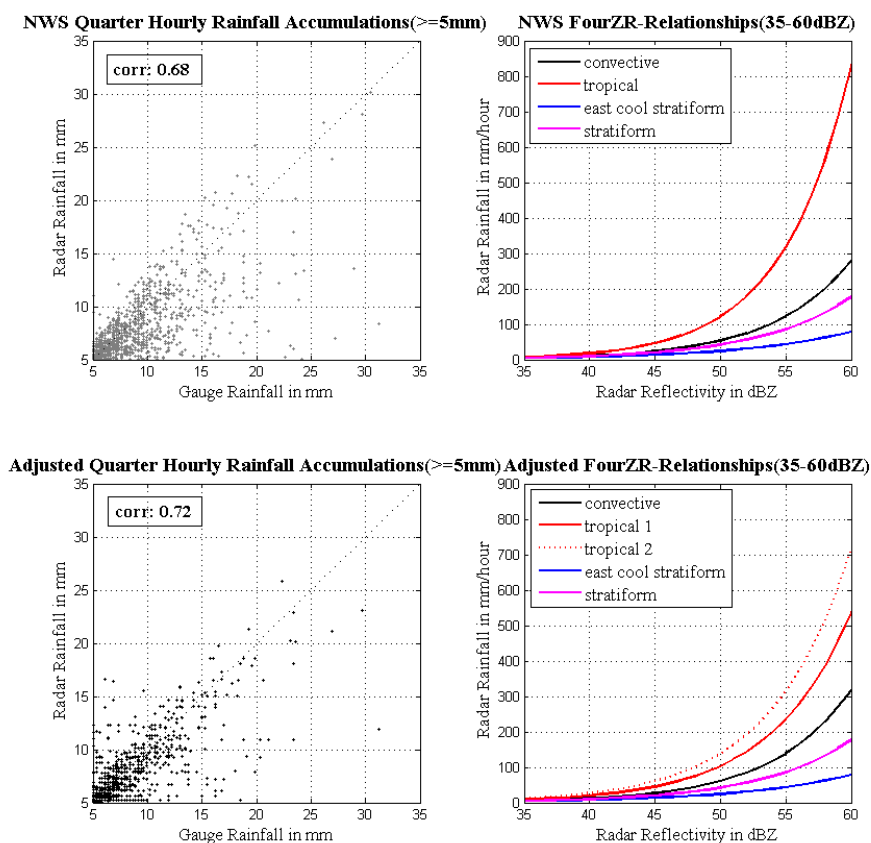 NWS Quarter Hourly Rainfall Accumulations(>=5mm)
corr: 0.68
Radar Rainfall in mm
35
30
25
20
15
10
5
5 10 15 20 25 30 35
Gauge Rainfall in mm
NWS FourZR-Relationships(35-60dBZ)
convective
tropical
east cool stratiform
stratiform
Radar Rainfall in mm/hour
900
800
700
600
500
400
300
200
100
0
35 40 45 50 55 60
Radar Reflectivity in dBZ
Adjusted Quarter Hourly Rainfall Accumulations(>=5mm)
corr: 0.72
Radar Rainfall in mm
35
30
25
20
15
10
5
5 10 15 20 25 30 35
Gauge Rainfall in mm
Adjusted FourZR-Relationships(35-60dBZ)
convective
tropical 1
tropical 2
east cool stratiform
stratiform
Radar Rainfall in mm/hour
900
800
700
600
500
400
300
200
100
0
35 40 45 50 55 60
Radar Reflectivity in dBZ